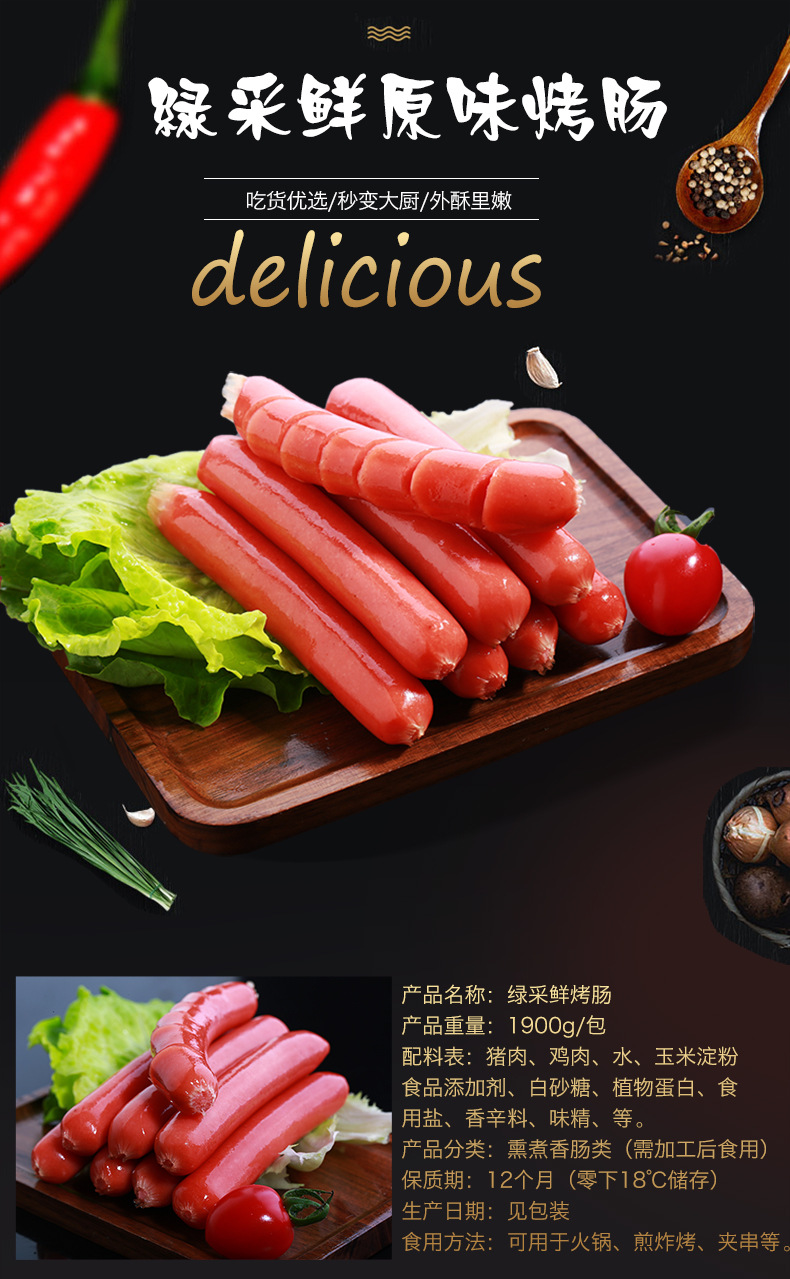 绿采鲜原味烤肠
吃货优选/秒变大厨/外酥里嫩
delicious
产品名称：绿采鲜烤肠
产品重量：1900g/包
配料表：猪肉、鸡肉、水、玉米淀粉
食品添加剂、白砂糖、植物蛋白、食
用盐、香辛料、味精、等。
产品分类：熏煮香肠类（需加工后食用）
保质期：12个月（零下18℃储存）
生产日期：见包装
食用方法：可用于火锅、煎炸烤、夹串等。